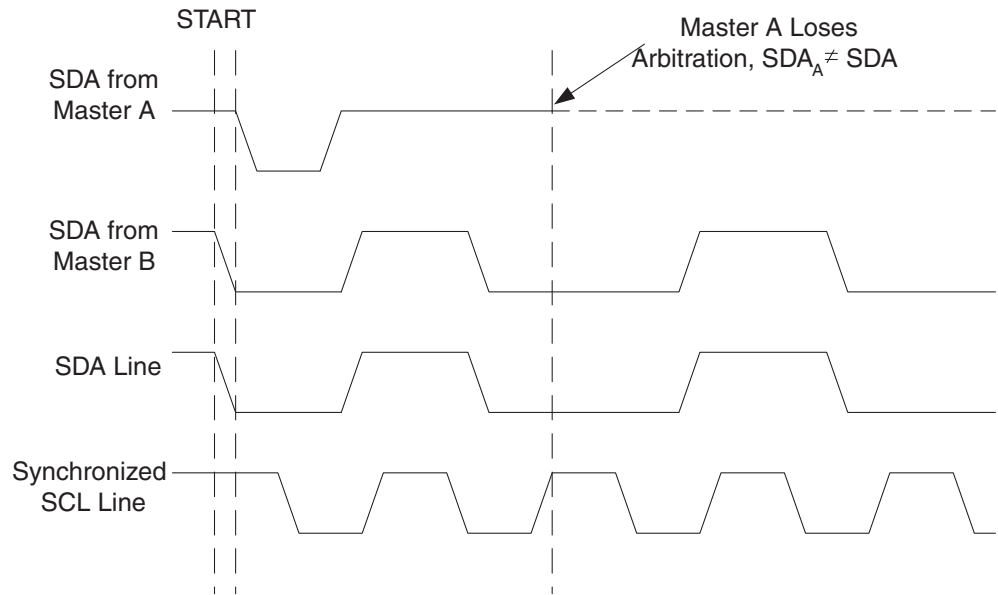 START
Master A Loses
Arbitration, SDA_A ≠ SDA
SDA from
Master A
SDA from
Master B
SDA Line
Synchronized
SCL Line